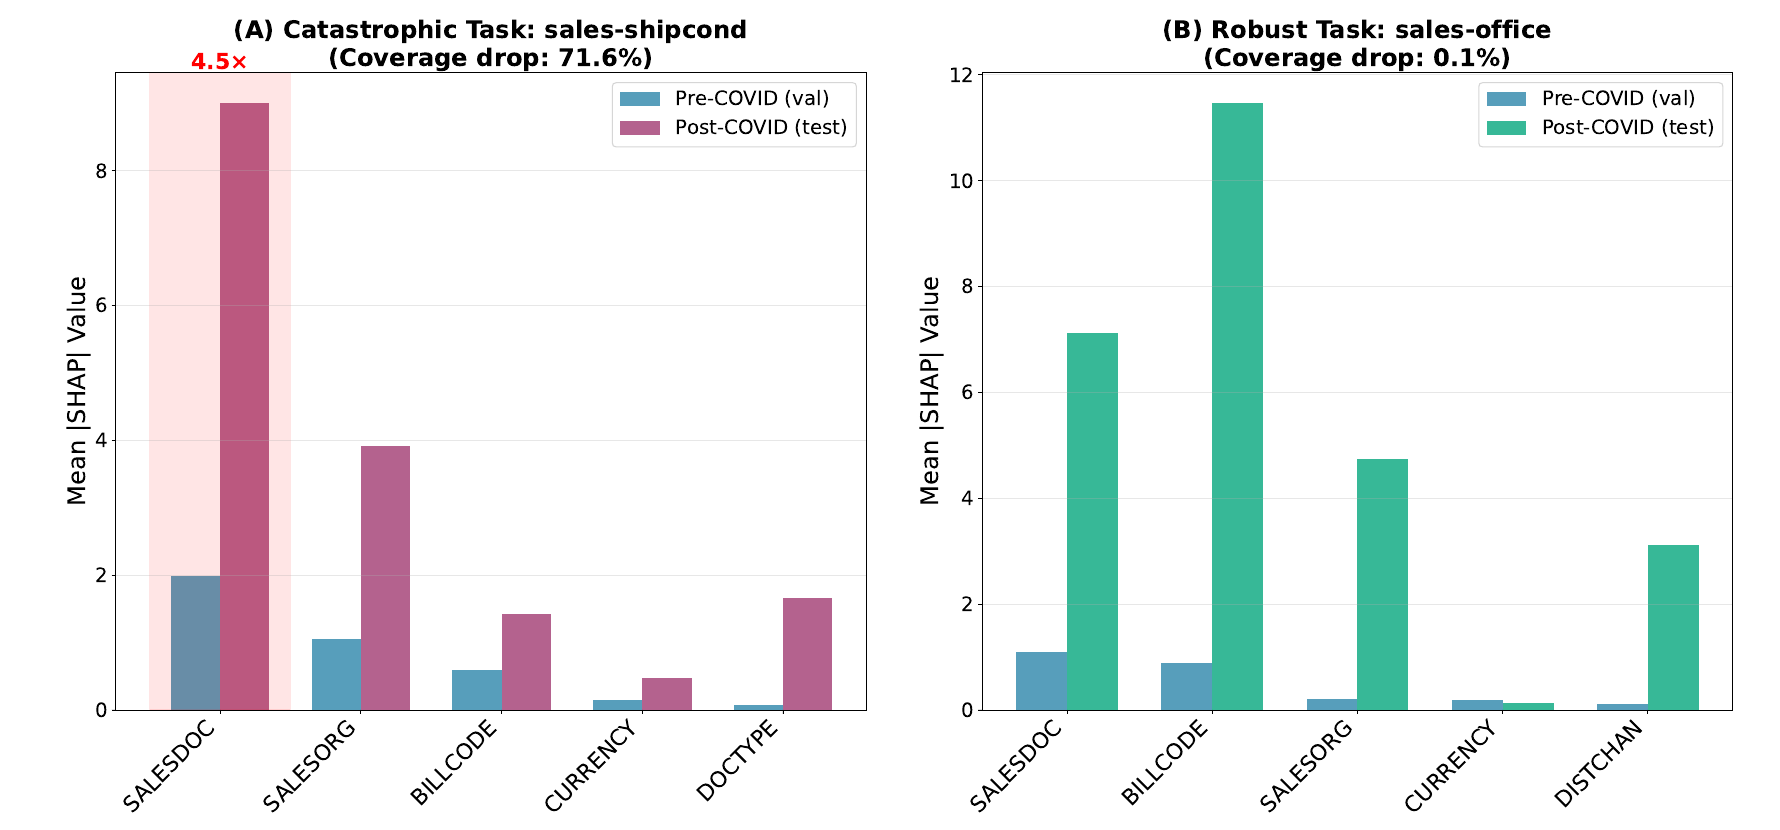 (A) Catastrophic Task: sales-shipcond
(Coverage drop: 71.6%)
4.5×
Pre-COVID (val)
Post-COVID (test)
Mean |SHAP| Value
8
6
4
2
0
SALESDOC
SALESORG
BILLCODE
CURRENCY
DOCTYPE
(B) Robust Task: sales-office
(Coverage drop: 0.1%)
Pre-COVID (val)
Post-COVID (test)
Mean |SHAP| Value
12
10
8
6
4
2
0
SALESDOC
BILLCODE
SALESORG
CURRENCY
DISTCHAN